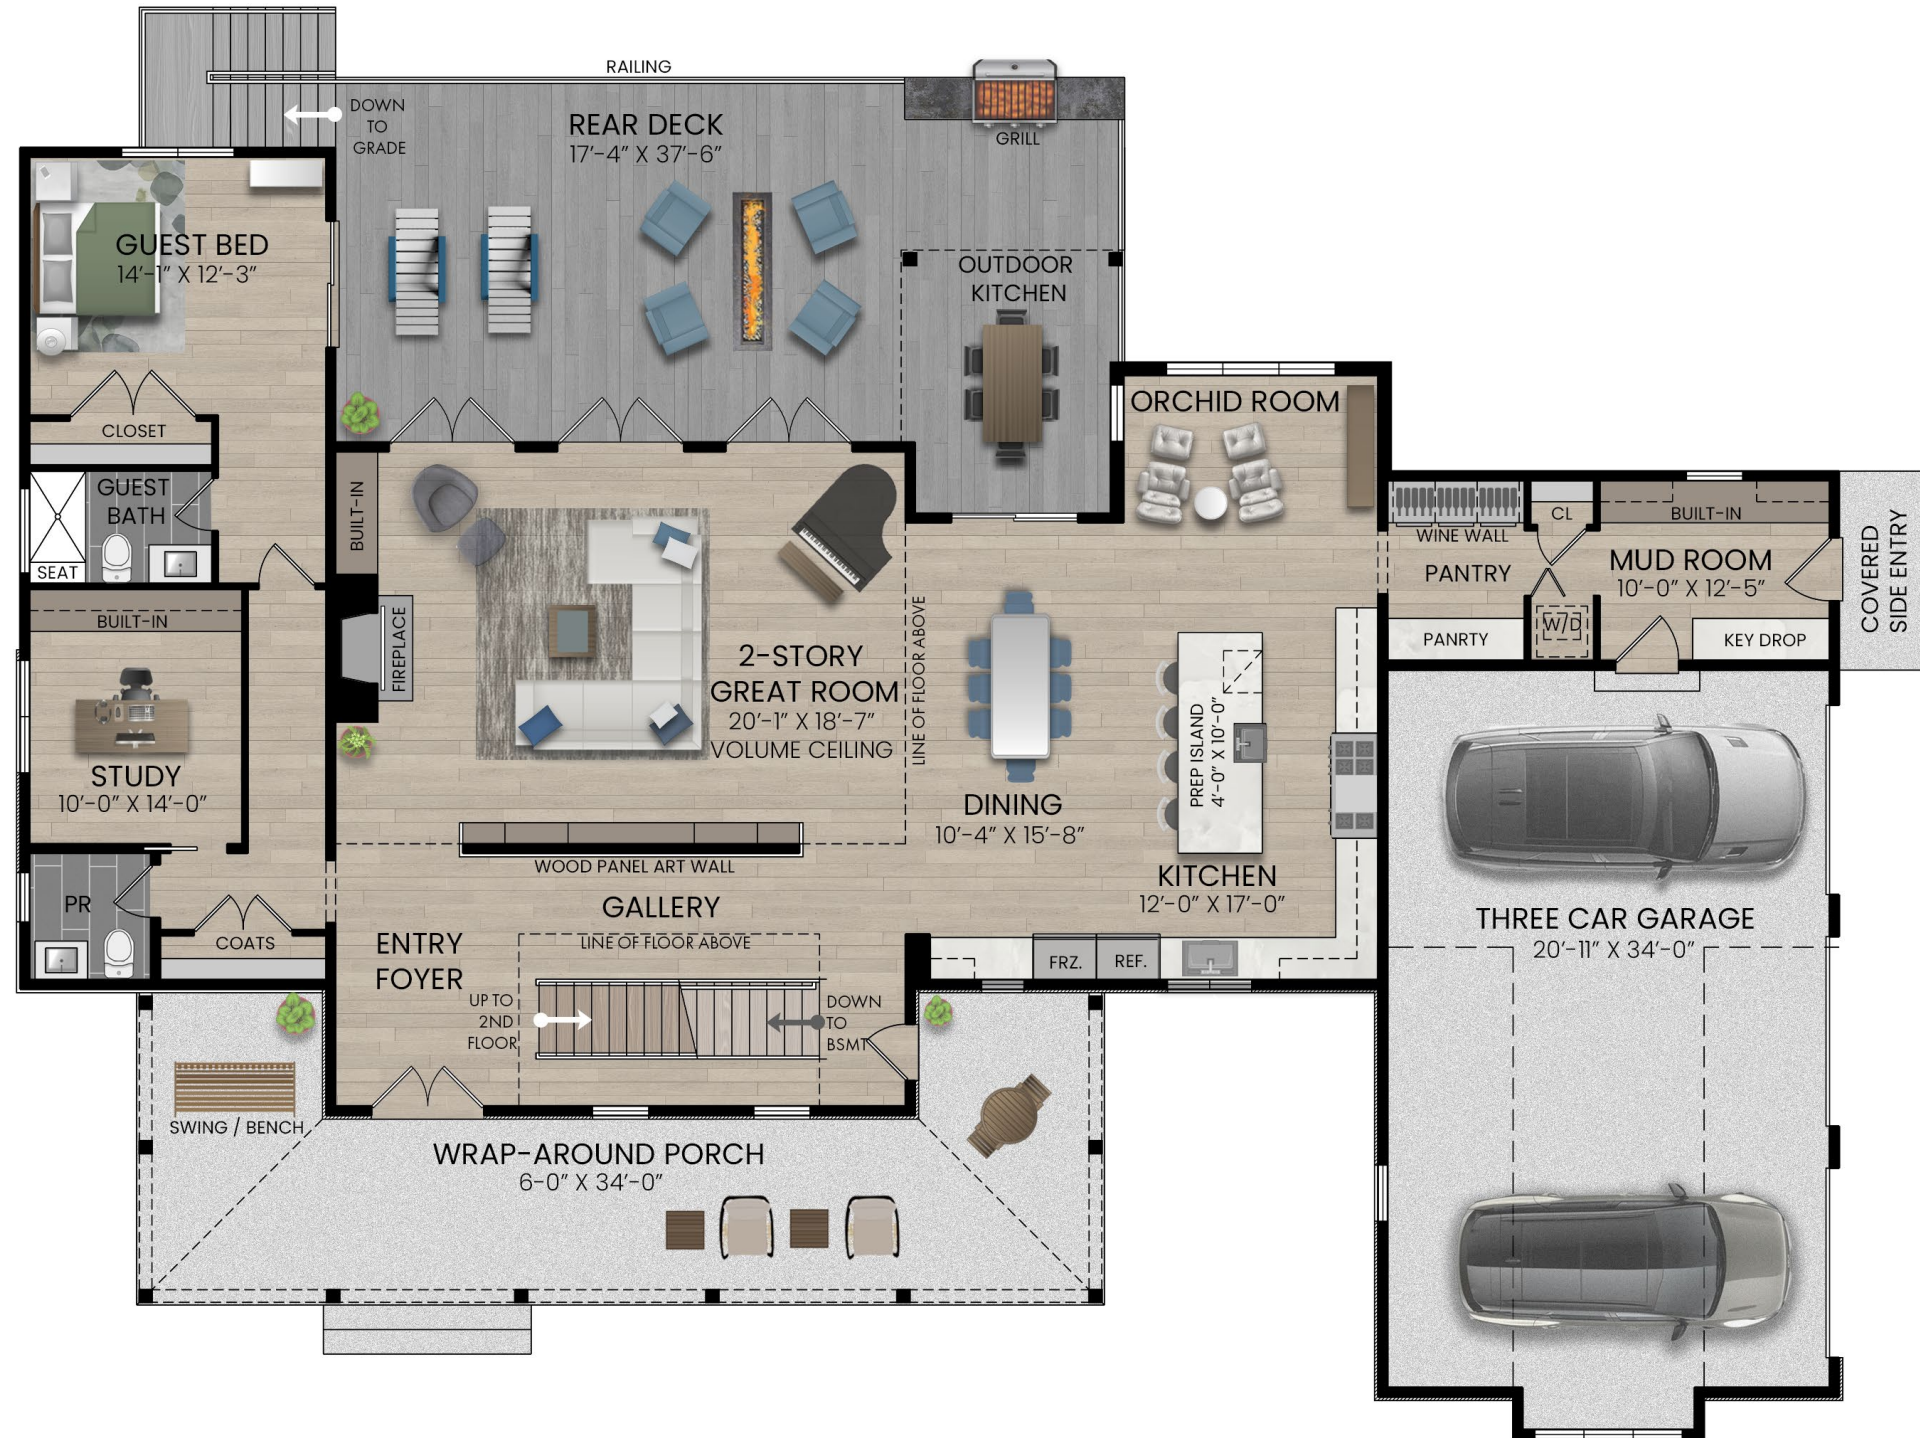 RAILING
DOWN
TO
GRADE
REAR DECK
17'-4" X 37'-6"
GRILL
GUEST BED
14'-1" X 12'-3"
OUTDOOR
KITCHEN
CLOSET
ORCHID ROOM
GUEST
BATH
SEAT
BUILT-IN
BUILT-IN
FIREPLACE
STUDY
10'-0" X 14'-0"
2-STORY
GREAT ROOM
20'-1" X 18'-7"
VOLUME CEILING
LINE OF FLOOR ABOVE
DINING
10'-4" X 15'-8"
PREP ISLAND
4'-0" X 10'-0"
KITCHEN
12'-0" X 17'-0"
WINE WALL
PANTRY
PANRTY
CL
W/D
BUILT-IN
MUD ROOM
10'-0" X 12'-5"
KEY DROP
COVERED
SIDE ENTRY
WOOD PANEL ART WALL
GALLERY
LINE OF FLOOR ABOVE
PR
COATS
ENTRY
FOYER
UP TO
2ND
FLOOR
DOWN
TO
BSMT
FRZ.
REF.
THREE CAR GARAGE
20'-11" X 34'-0"
SWING / BENCH
WRAP-AROUND PORCH
6-0" X 34'-0"